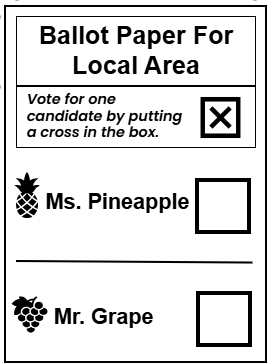 Ballot Paper For
Local Area
Vote for one
candidate by putting
a cross in the box.
Ms. Pineapple
Mr. Grape